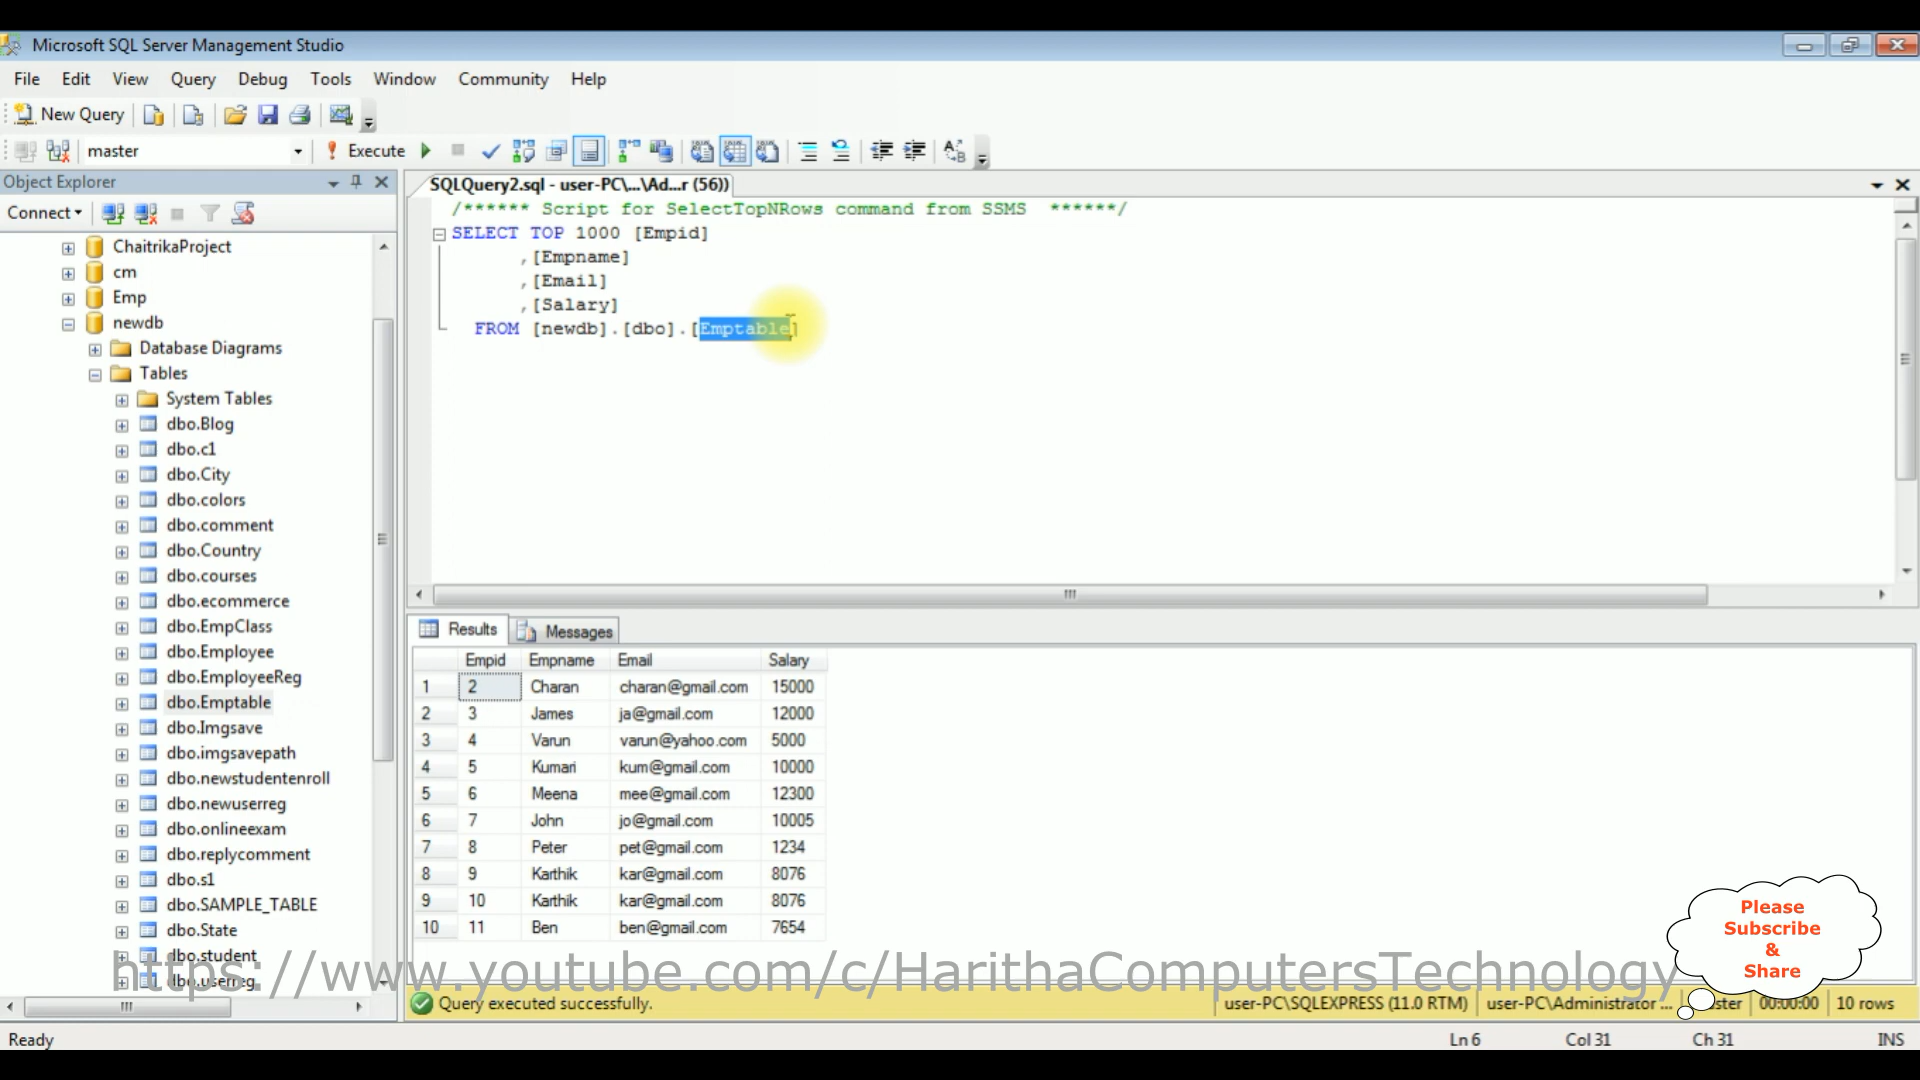 Microsoft SQL Server Management Studio
File Edit View Query Debug Tools Window Community Help
New Query
master Execute
Object Explorer
Connect
ChaitrikaProject
cm
Emp
newdb
Database Diagrams
Tables
System Tables
dbo.Blog
dbo.c1
dbo.City
dbo.colors
dbo.comment
dbo.Country
dbo.courses
dbo.ecommerce
dbo.EmpClass
dbo.Employee
dbo.EmployeeReg
dbo.Emptable
dbo.Imgsave
dbo.imgsavepath
dbo.newstudentenroll
dbo.newuserreg
dbo.onlineexam
dbo.replycomment
dbo.s1
dbo.SAMPLE_TABLE
dbo.State
dbo.student
dbo.userreg
SQLQuery2.sql - user-PC\...\Ad...r (56))
/****** Script for SelectTopNRows command from SSMS ******/
SELECT TOP 1000 [Empid]
,[Empname]
,[Email]
,[Salary]
FROM [newdb].[dbo].[Emptable]
Results Messages
Empid Empname Email Salary
1 2 Charan charan@gmail.com 15000
2 3 James ja@gmail.com 12000
3 4 Varun varun@yahoo.com 5000
4 5 Kumari kum@gmail.com 10000
5 6 Meena mee@gmail.com 12300
6 7 John jo@gmail.com 10005
7 8 Peter pet@gmail.com 1234
8 9 Karthik kar@gmail.com 8076
9 10 Karthik kar@gmail.com 8076
10 11 Ben ben@gmail.com 7654
Please
Subscribe
&
Share
https://www.youtube.com/c/HarithaComputersTechnology
Query executed successfully. user-PC\SQLEXPRESS (11.0 RTM) user-PC\Administrator ... 00:00:00 10 rows
Ready Ln 6 Col 31 Ch 31 INS